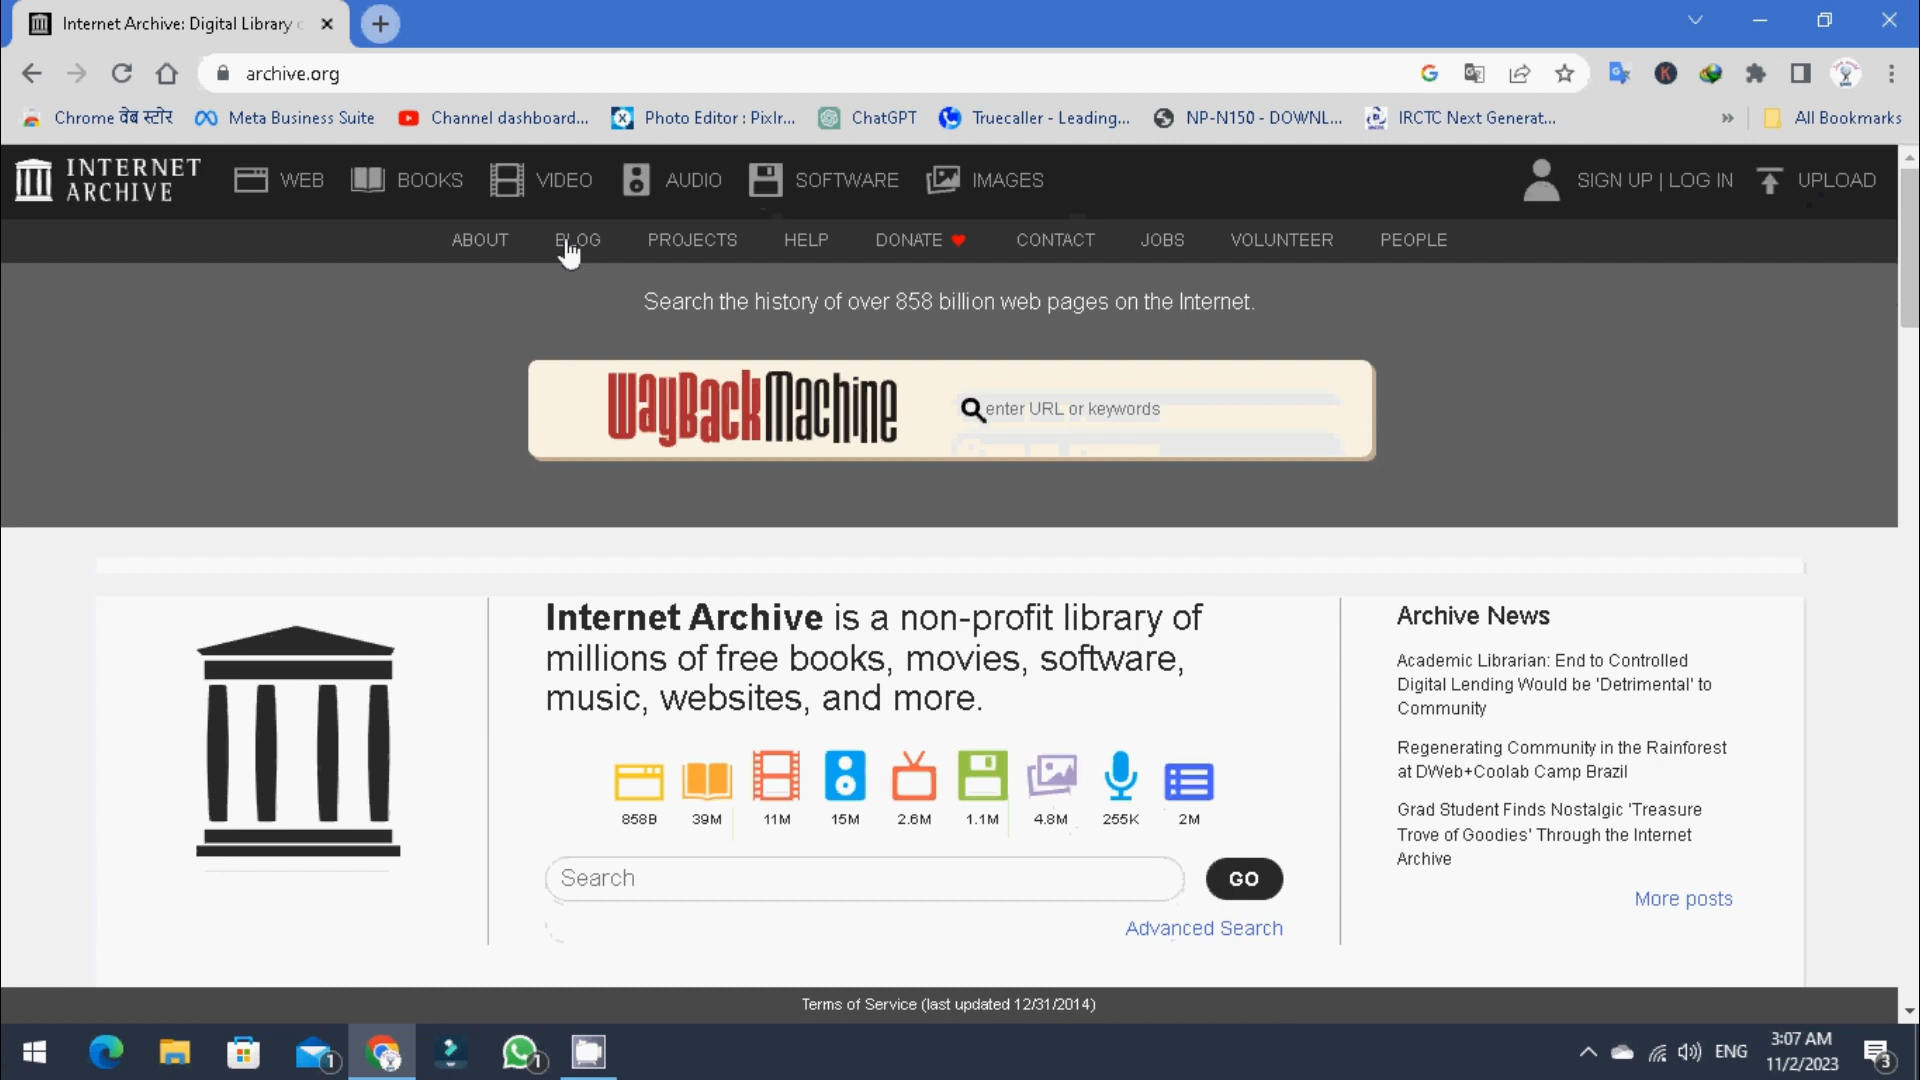 Internet Archive: Digital Library
archive.org
Chrome वेब स्टोर
Meta Business Suite
Channel dashboard...
Photo Editor : Pixlr...
ChatGPT
Truecaller - Leading...
NP-N150 - DOWNL...
IRCTC Next Generat...
»
All Bookmarks
INTERNET
ARCHIVE
WEB
BOOKS
VIDEO
AUDIO
SOFTWARE
IMAGES
SIGN UP | LOG IN
UPLOAD
ABOUT
BLOG
PROJECTS
HELP
DONATE
CONTACT
JOBS
VOLUNTEER
PEOPLE
Search the history of over 858 billion web pages on the Internet.
WayBackMachine
enter URL or keywords
Internet Archive is a non-profit library of
millions of free books, movies, software,
music, websites, and more.
858B
39M
11M
15M
2.6M
1.1M
4.8M
255K
2M
Search
GO
Advanced Search
Archive News
Academic Librarian: End to Controlled
Digital Lending Would be 'Detrimental' to
Community
Regenerating Community in the Rainforest
at DWeb+Coolab Camp Brazil
Grad Student Finds Nostalgic 'Treasure
Trove of Goodies' Through the Internet
Archive
More posts
Terms of Service (last updated 12/31/2014)
1
1
ENG
3:07 AM
11/2/2023
3